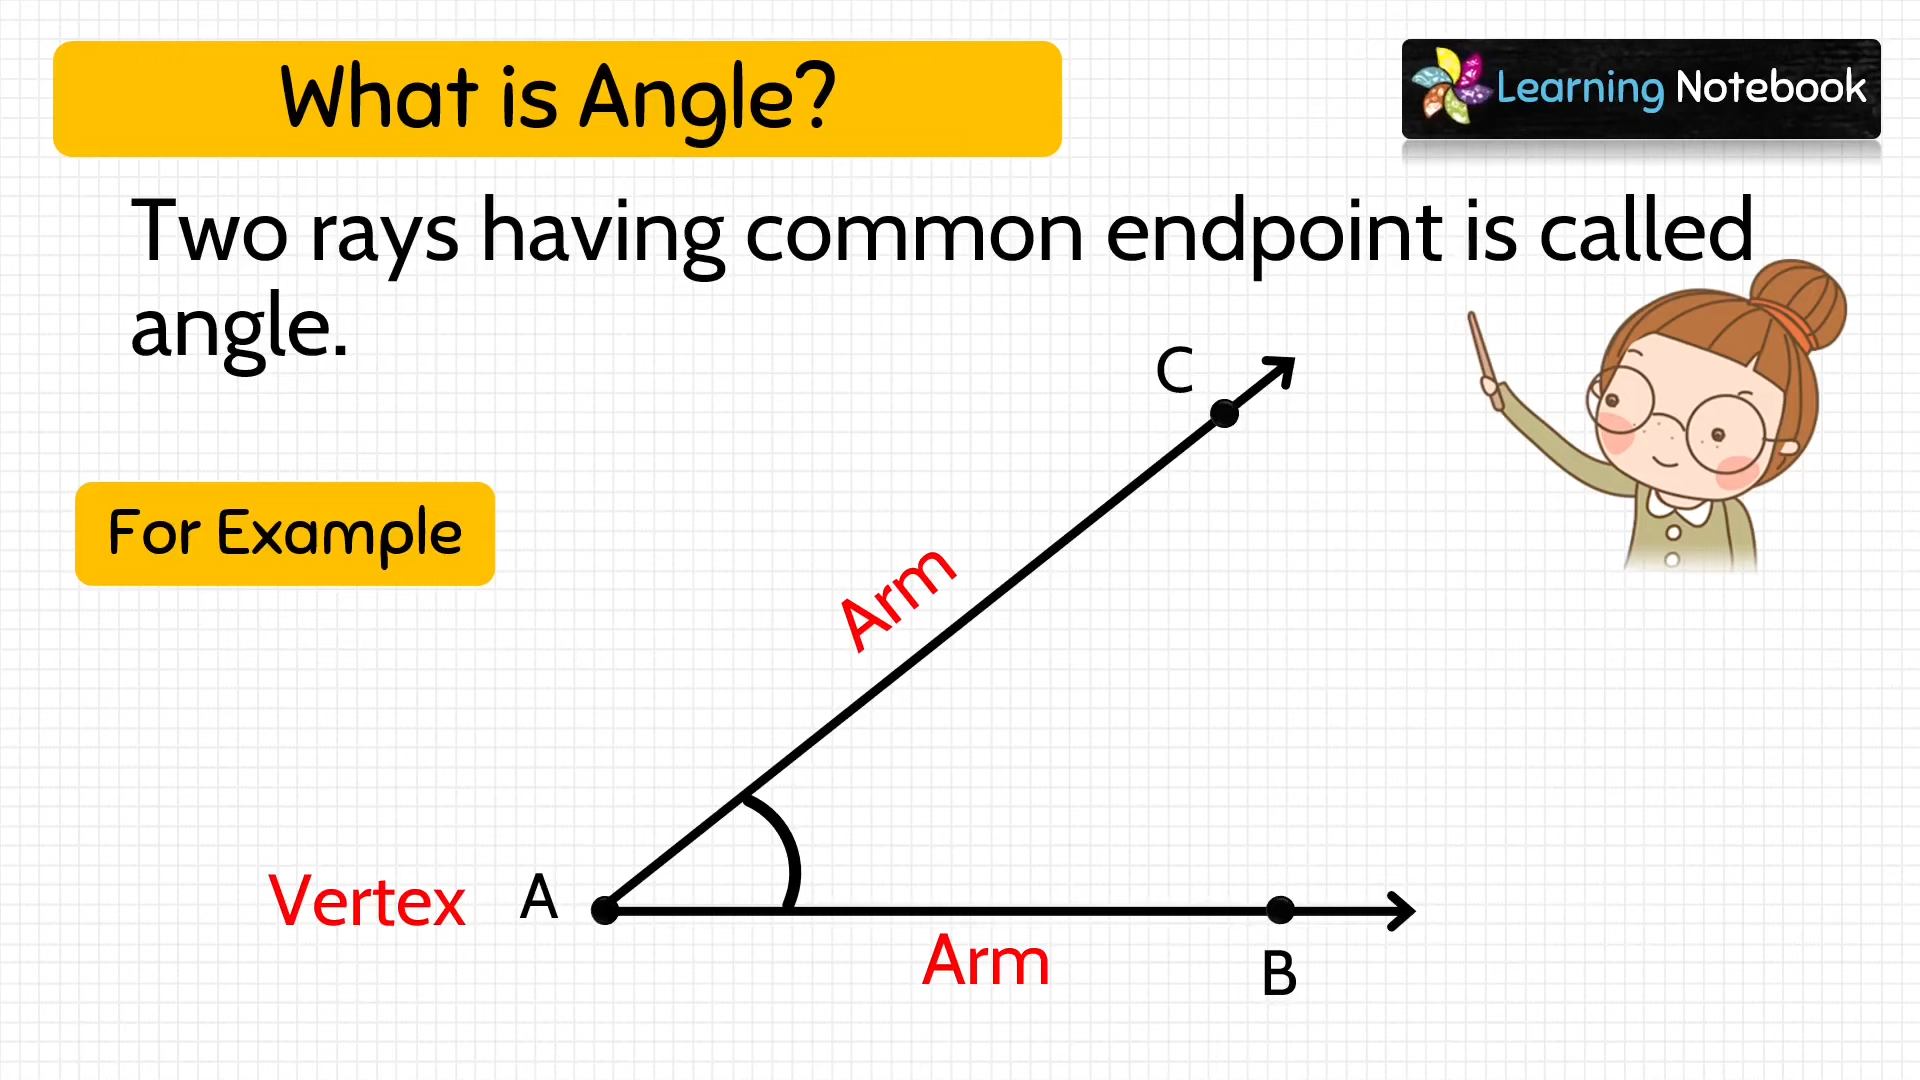 What is Angle?
Learning Notebook
Two rays having common endpoint is called
angle.
C
For Example
Arm
Vertex
A
Arm
B